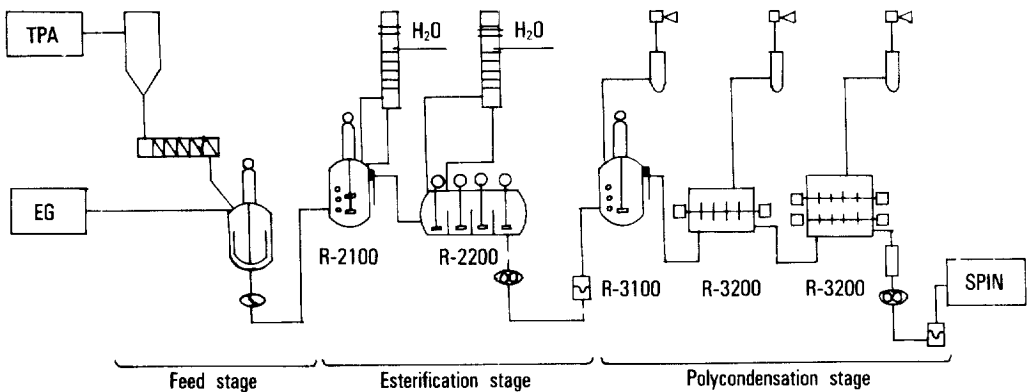 TPA
H₂O
H₂O
EG
R-2100
R-2200
R-3100
R-3200
R-3200
SPIN
Feed stage
Esterification stage
Polycondensation stage